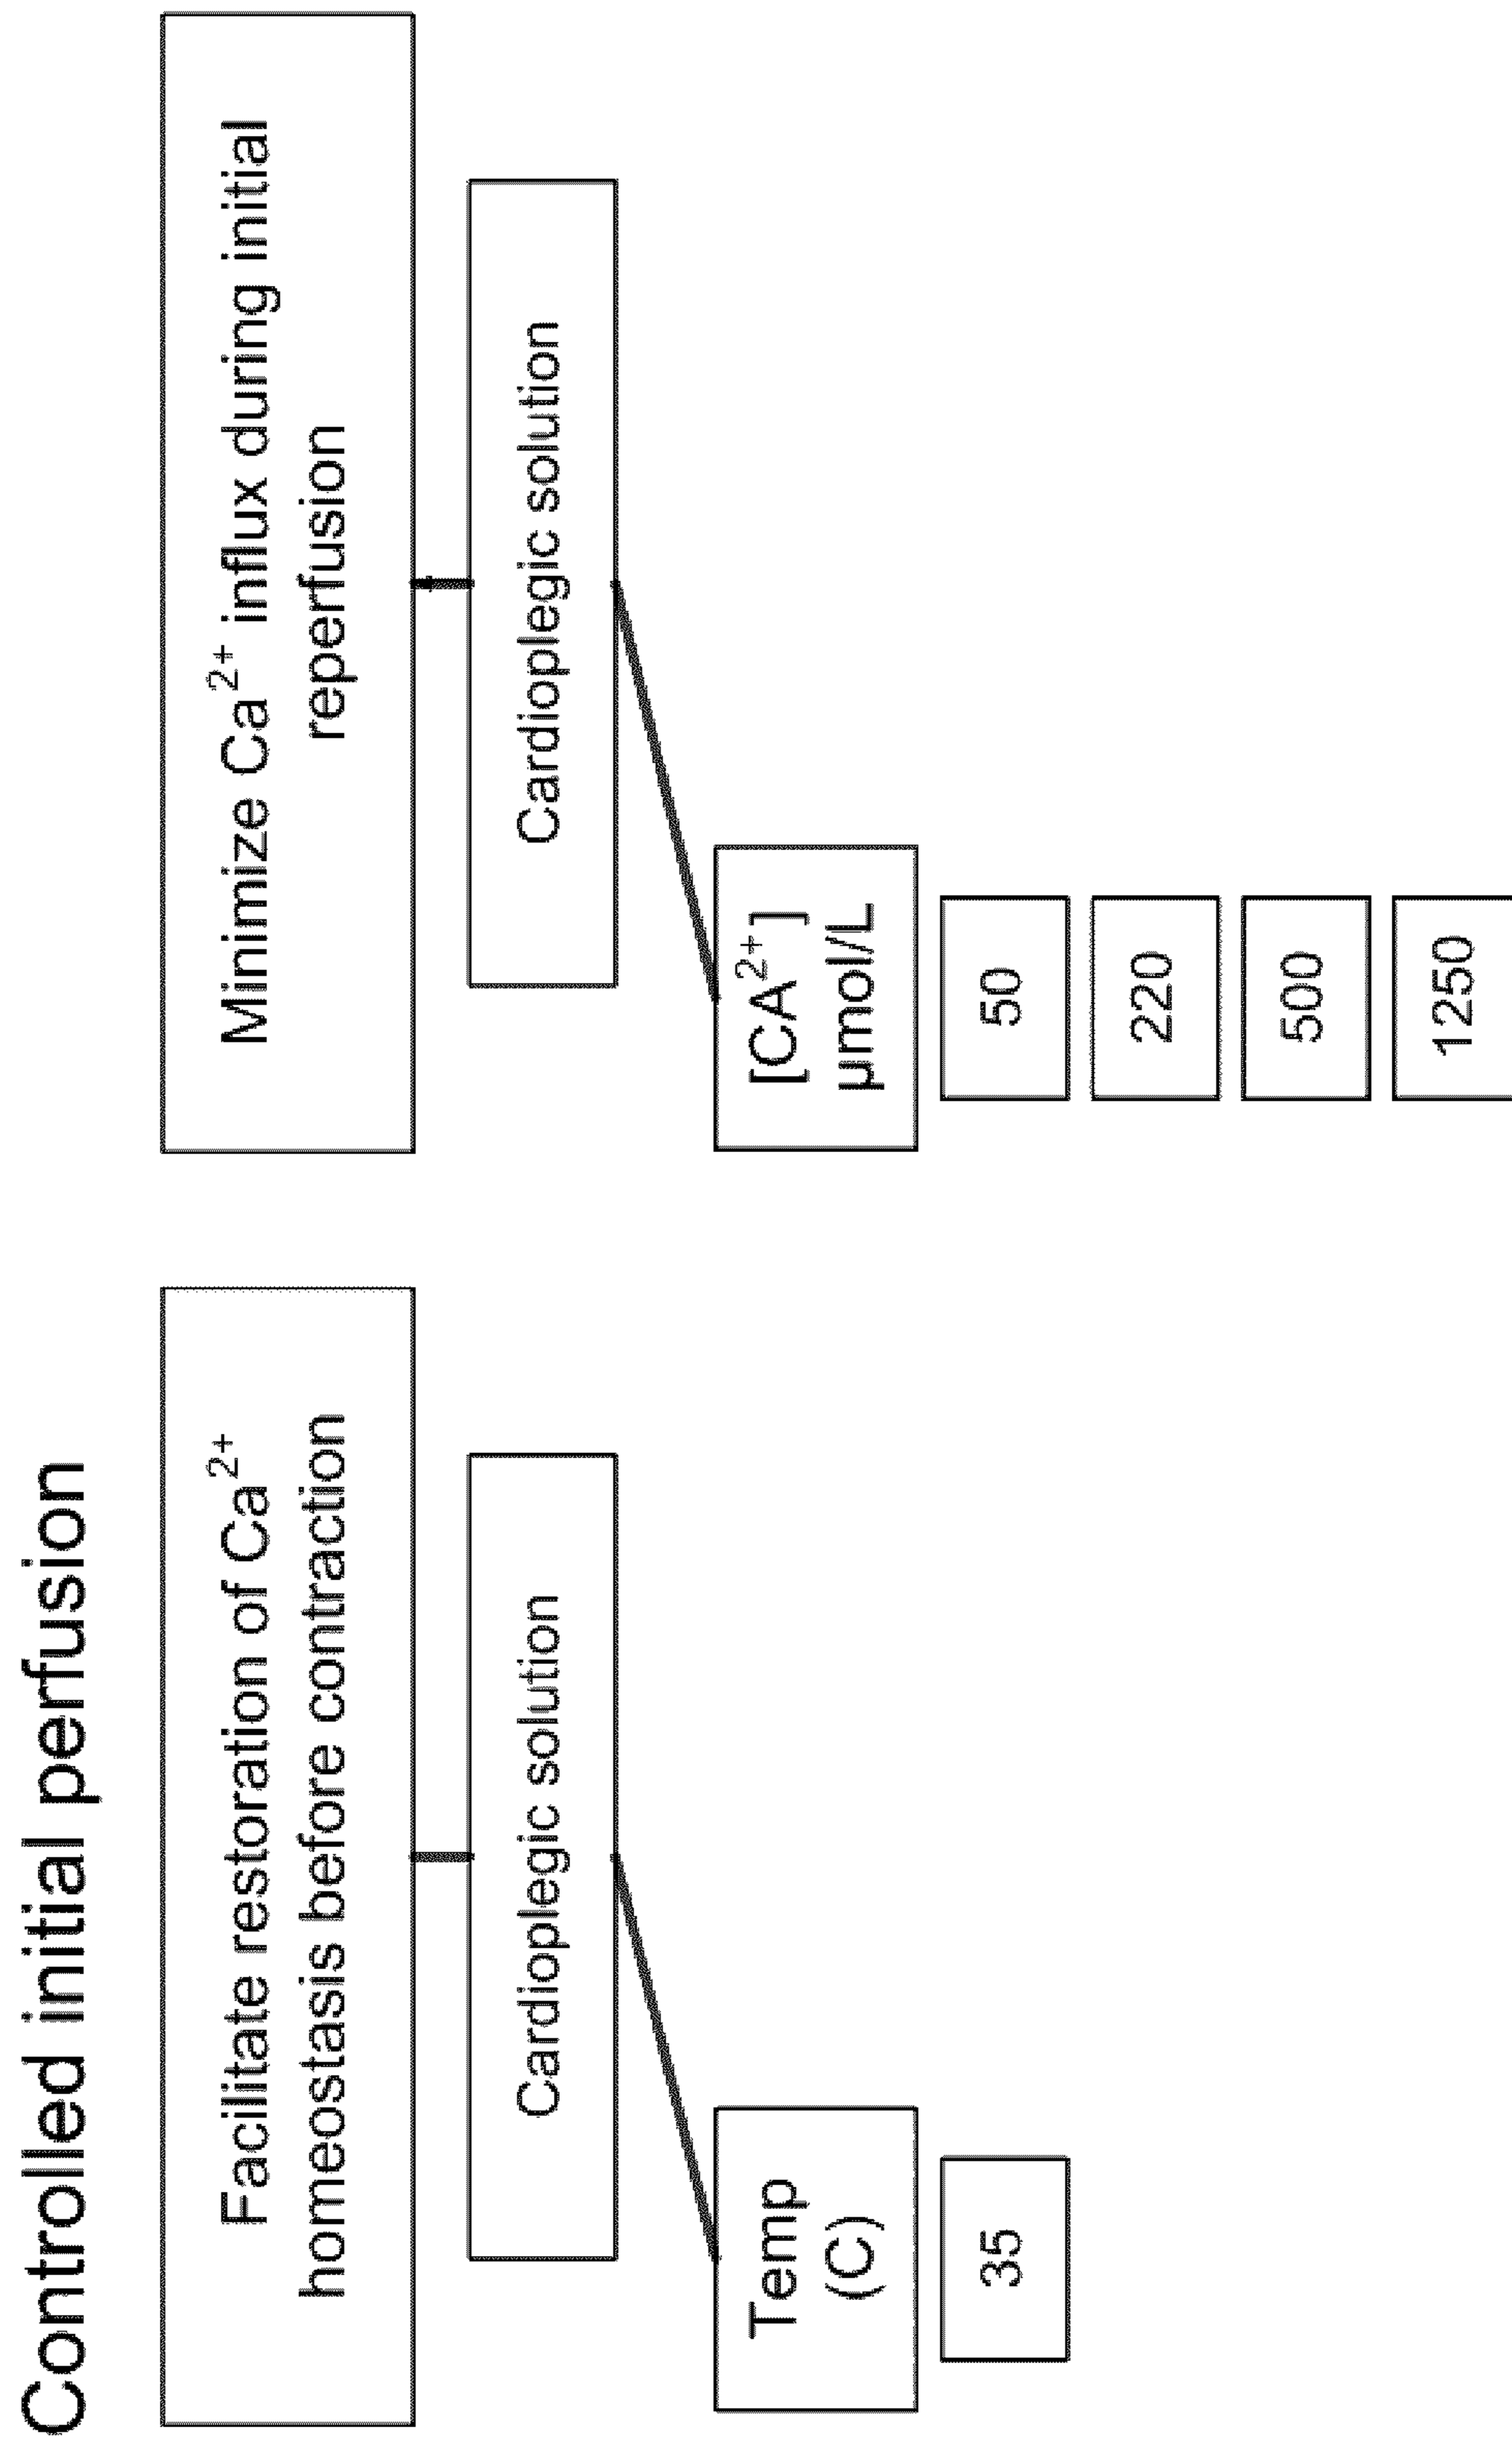 Controlled initial perfusion
Facilitate restoration of Ca²⁺
homeostasis before contraction
Cardioplegic solution
Temp
(C)
35
Minimize Ca²⁺ influx during initial
reperfusion
Cardioplegic solution
[CA²⁺]
µmol/L
50
220
500
1250